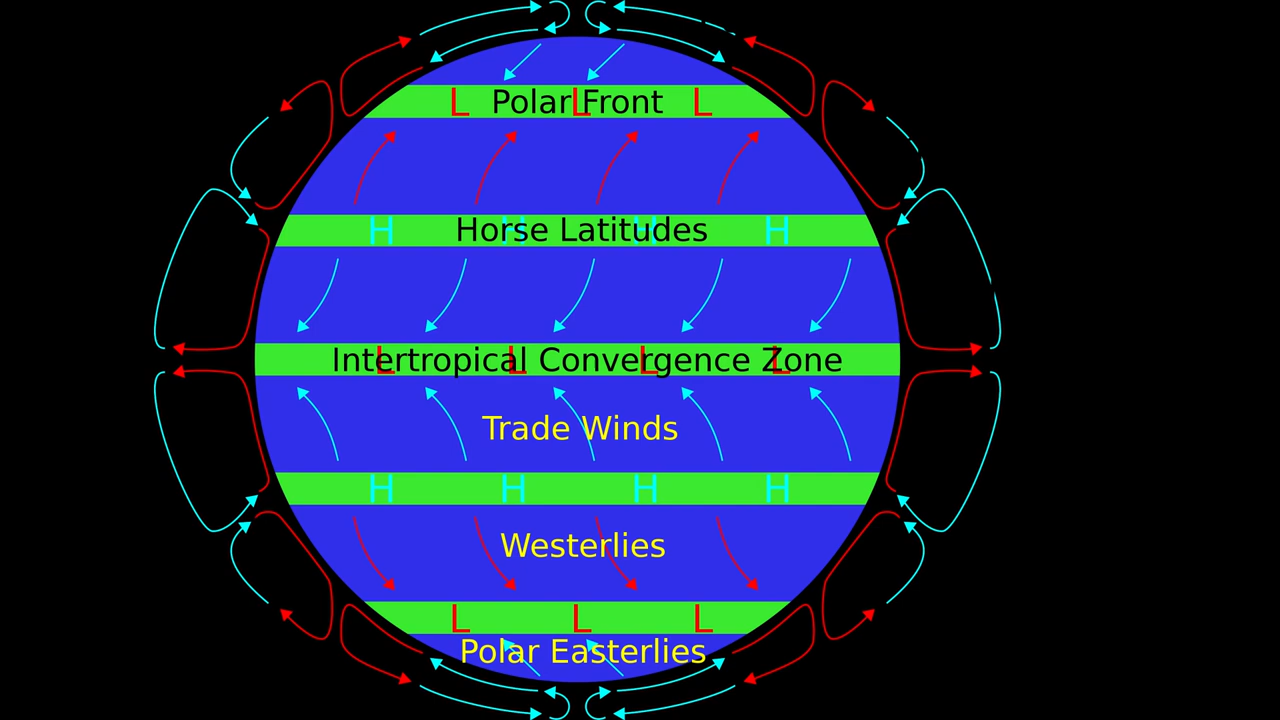 L Polar L Front L
H Horse H Latitudes H H
L Intertropical L Convergence L Zone L
Trade Winds
H H H H
Westerlies
L L L
Polar Easterlies